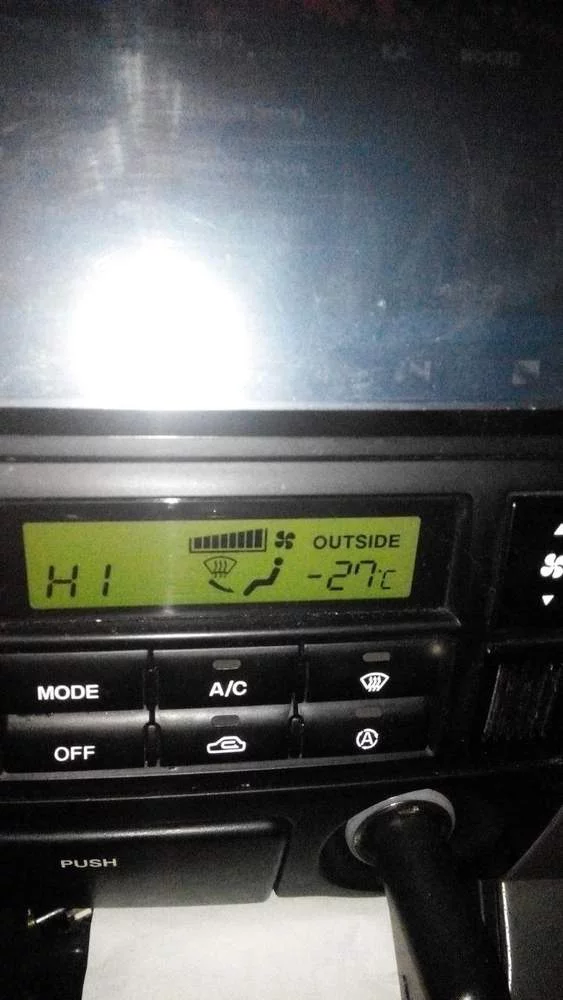 OUTSIDE
HI -27°C
MODE A/C
OFF A
PUSH